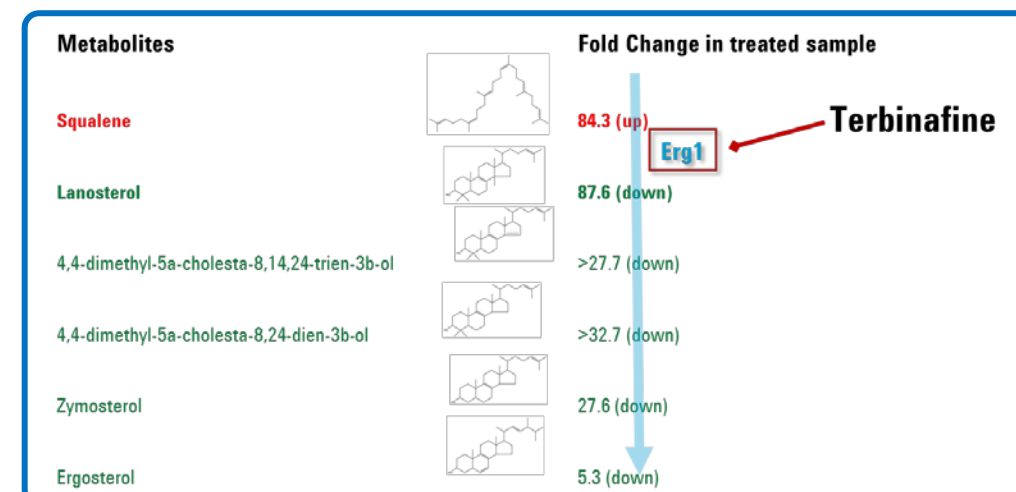 Metabolites Fold Change in treated sample
Squalene 84.3 (up) Terbinafine
Erg1
Lanosterol 87.6 (down)
4,4-dimethyl-5a-cholesta-8,14,24-trien-3b-ol >27.7 (down)
4,4-dimethyl-5a-cholesta-8,24-dien-3b-ol >32.7 (down)
Zymosterol 27.6 (down)
Ergosterol 5.3 (down)